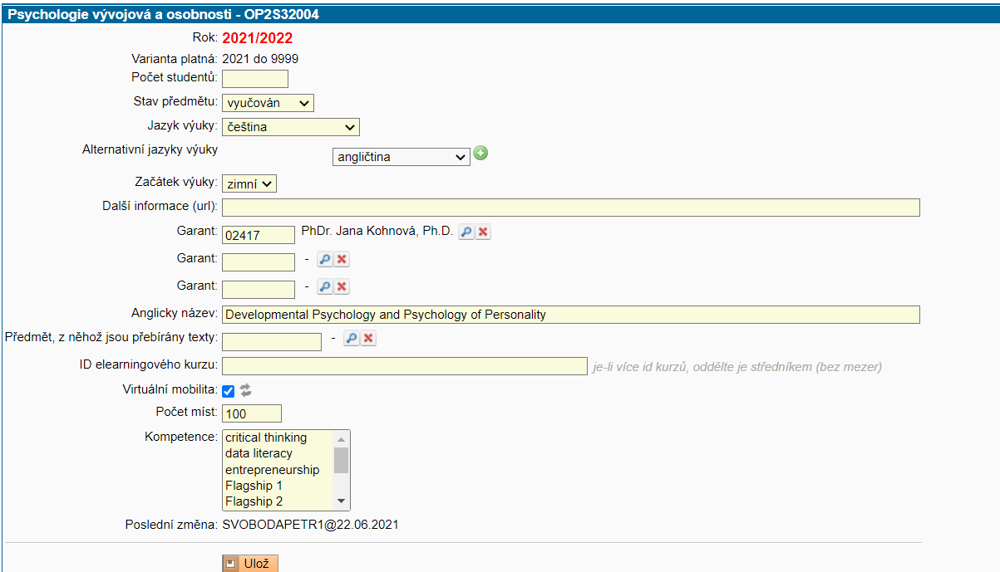 Psychologie vývojová a osobnosti - OP2S32004
Rok: 2021/2022
Varianta platná: 2021 do 9999
Počet studentů:
Stav předmětu: vyučován
Jazyk výuky: čeština
Alternativní jazyky výuky angličtina
Začátek výuky: zimní
Další informace (url):
Garant: 02417 PhDr. Jana Kohnová, Ph.D.
Garant: -
Garant: -
Anglicky název: Developmental Psychology and Psychology of Personality
Předmět, z něhož jsou přebírány texty: -
ID elearningového kurzu: je-li více id kurzů, oddělte je středníkem (bez mezer)
Virtuální mobilita:
Počet míst: 100
Kompetence: critical thinking
data literacy
entrepreneurship
Flagship 1
Flagship 2
Poslední změna: SVOBODAPETR1@22.06.2021
Ulož